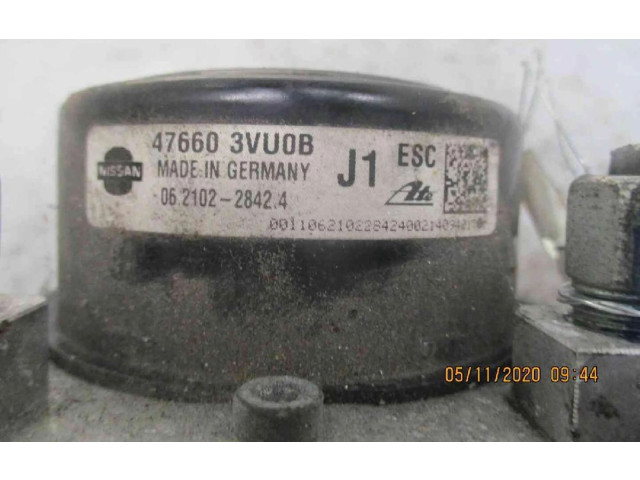 NISSAN
47660 3VU0B
MADE IN GERMANY
06.2102-2842.4
J1
ESC
Ate
05/11/2020 09:44